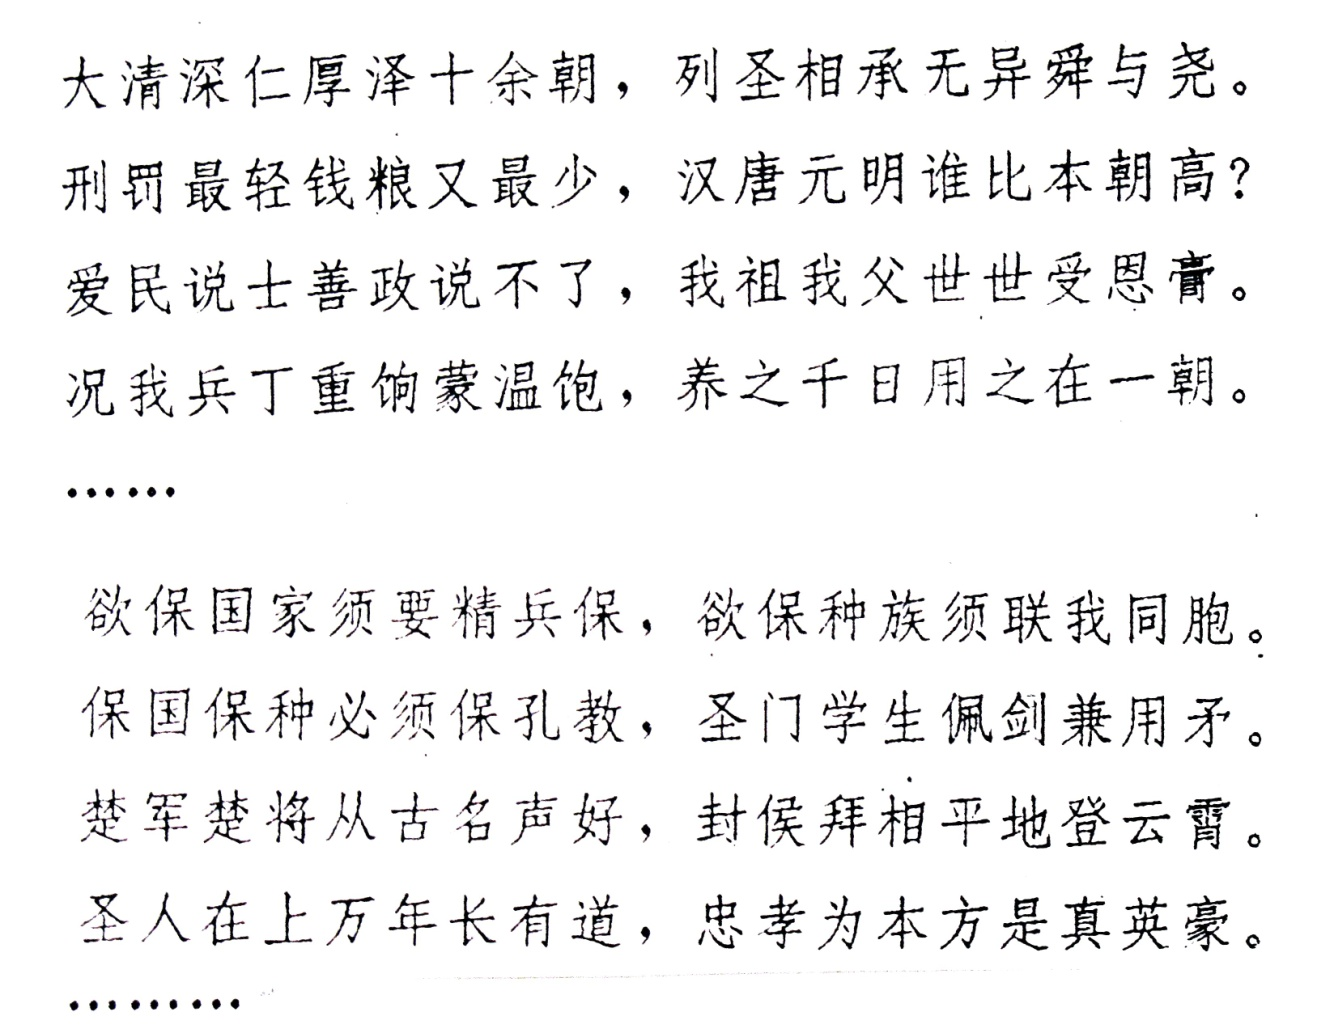 大清深仁厚泽十余朝，列圣相承无异舜与尧。
刑罚最轻钱粮又最少，汉唐元明谁比本朝高？
爱民说士善政说不了，我祖我父世世受恩膏。
况我兵丁重饷蒙温饱，养之千日用之在一朝。
……
欲保国家须要精兵保，欲保种族须联我同胞。
保国保种必须保孔教，圣门学生佩剑兼用矛。
楚军楚将从古名声好，封侯拜相平地登云霄。
圣人在上万年长有道，忠孝为本方是真英豪。
………